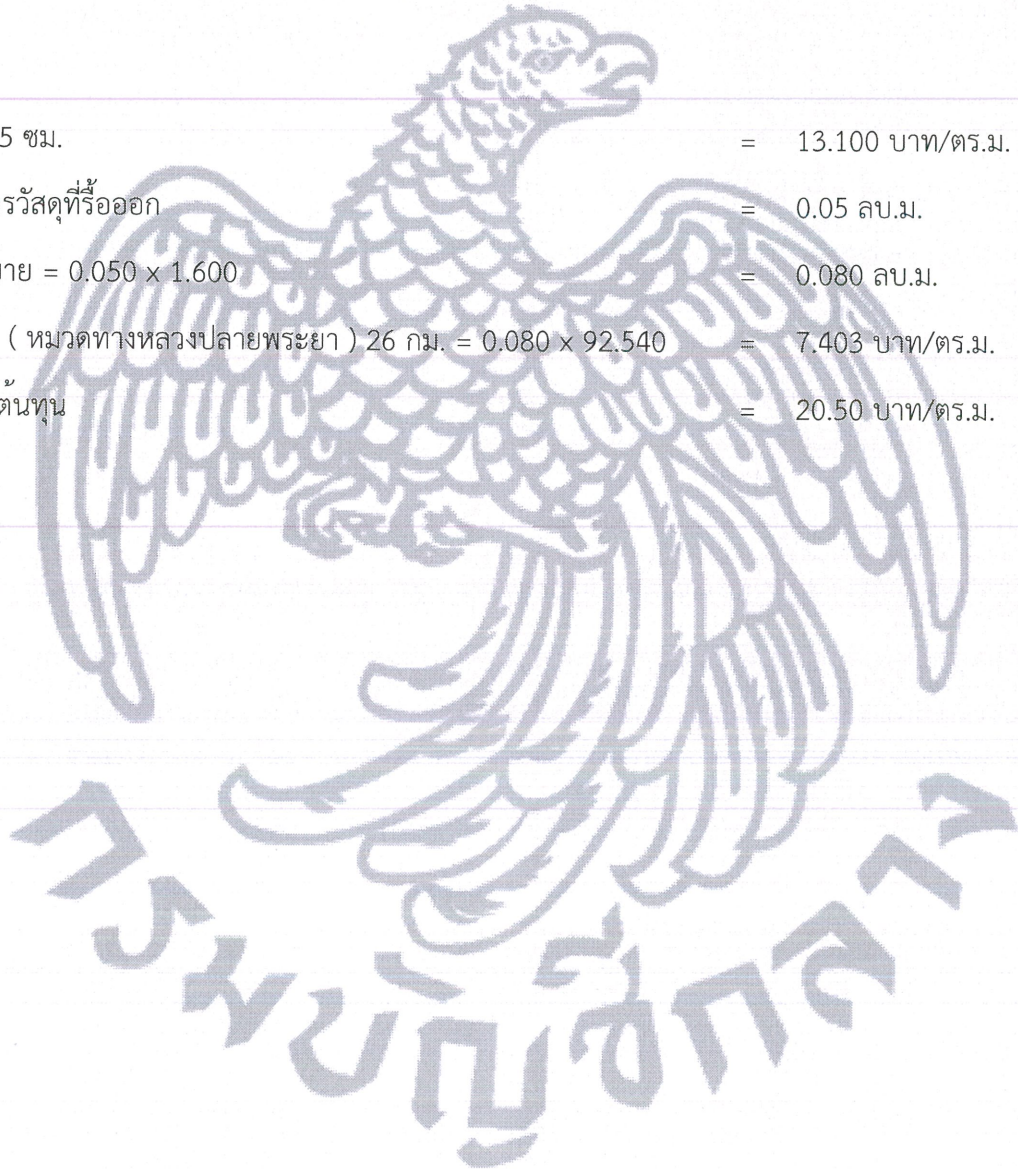 5 ซม. = 13.100 บาท/ตร.ม.
รวัสดุที่รื้อออก = 0.05 ลบ.ม.
าย = 0.050 x 1.600 = 0.080 ลบ.ม.
( หมวดทางหลวงปลายพระยา ) 26 กม. = 0.080 x 92.540 = 7.403 บาท/ตร.ม.
ต้นทุน = 20.50 บาท/ตร.ม.
กรมบัญชีกลาง